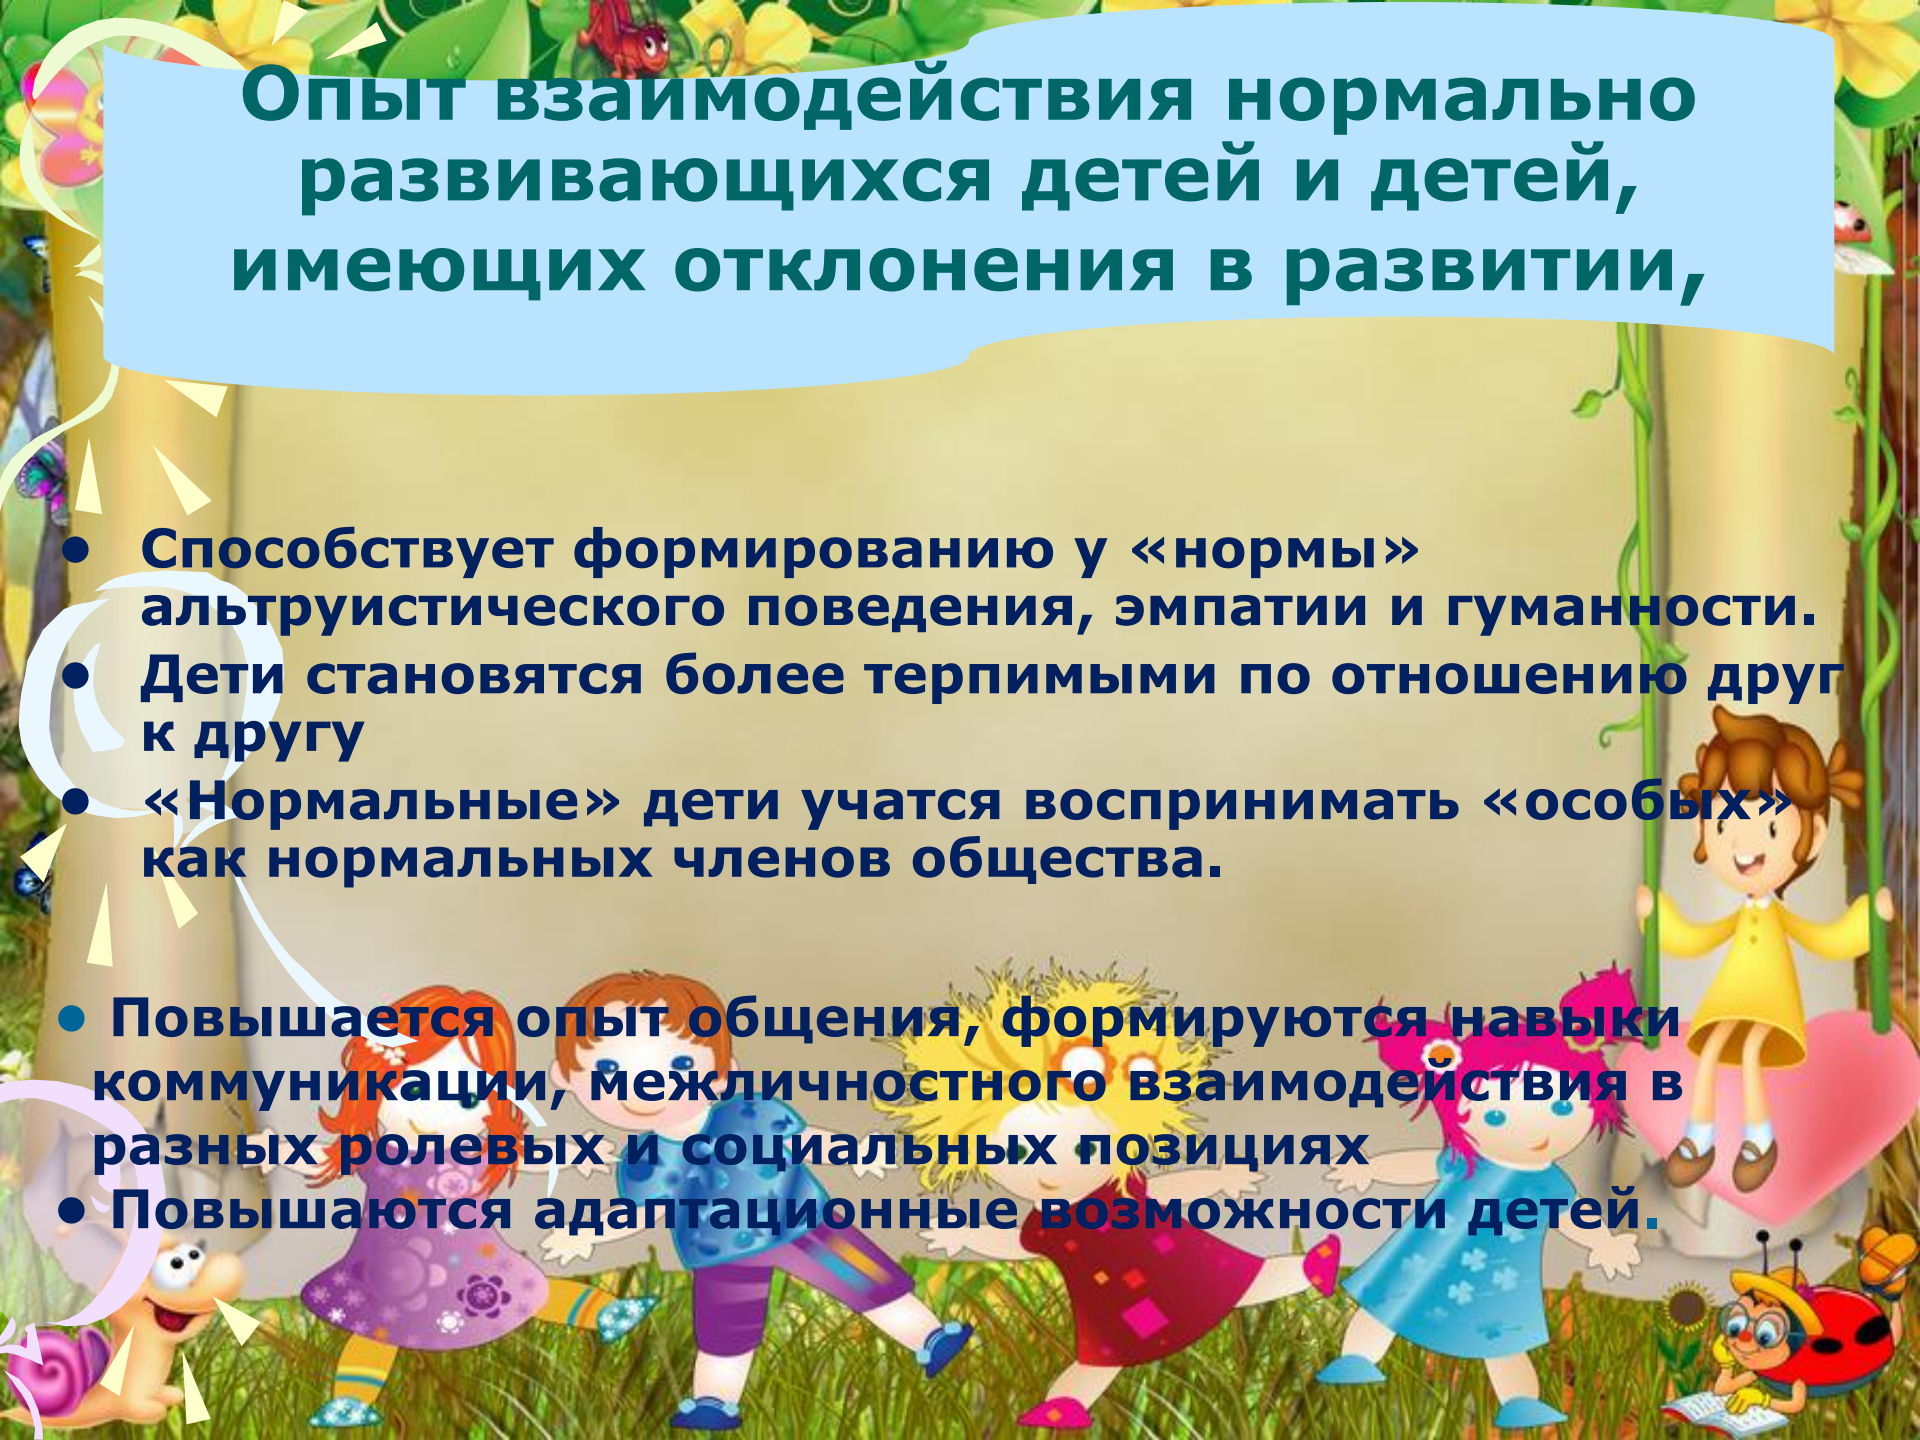 Опыт взаимодействия нормально
развивающихся детей и детей,
имеющих отклонения в развитии,
• Способствует формированию у «нормы»
альтруистического поведения, эмпатии и гуманности.
• Дети становятся более терпимыми по отношению друг
к другу
• «Нормальные» дети учатся воспринимать «особых»
как нормальных членов общества.
• Повышается опыт общения, формируются навыки
коммуникации, межличностного взаимодействия в
разных ролевых и социальных позициях
• Повышаются адаптационные возможности детей.